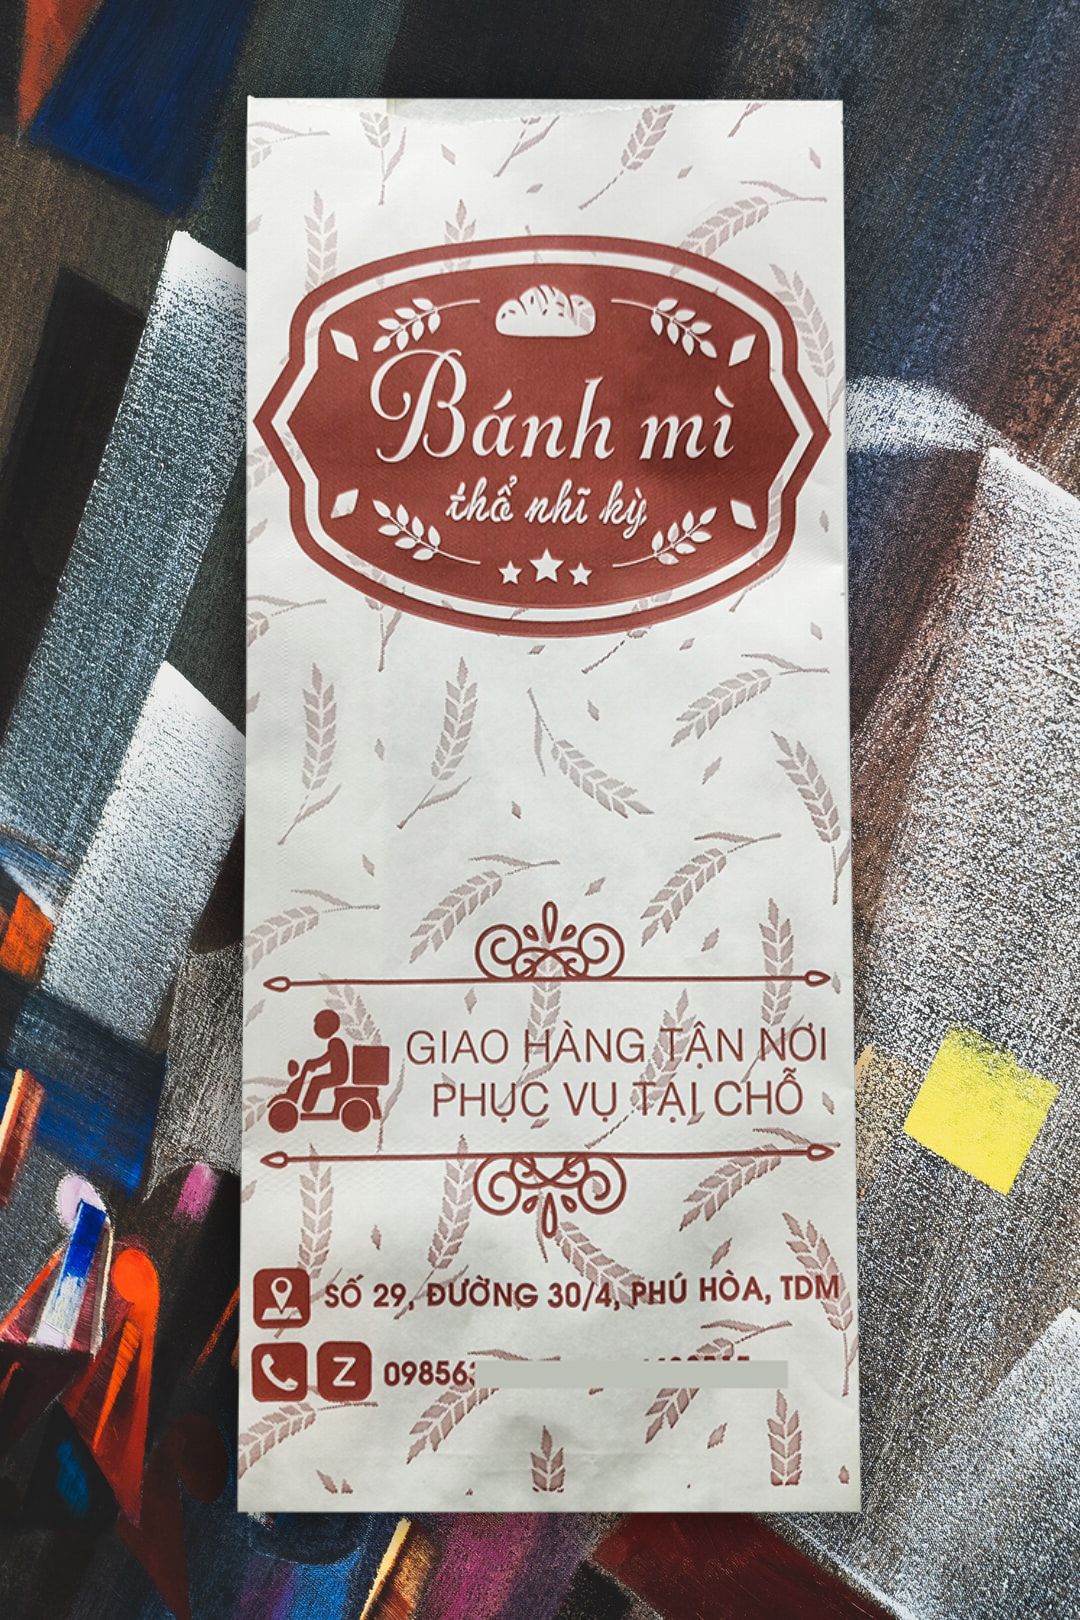 Bánh mì
thổ nhĩ kỳ
GIAO HÀNG TẬN NƠI
PHỤC VỤ TẠI CHỖ
SỐ 29, ĐƯỜNG 30/4, PHÚ HÒA, TDM
Z